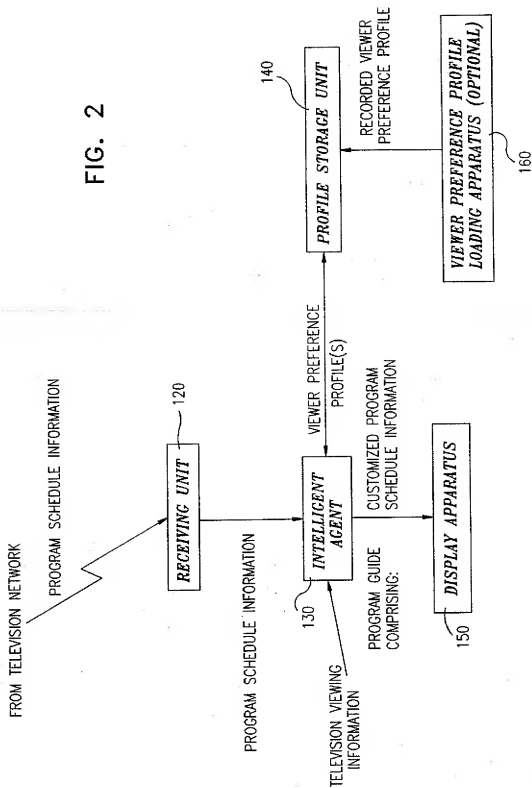 FIG. 2
FROM TELEVISION NETWORK
PROGRAM SCHEDULE INFORMATION
120
RECEIVING UNIT
PROGRAM SCHEDULE INFORMATION
TELEVISION VIEWING
INFORMATION
130
INTELLIGENT
AGENT
VIEWER PREFERENCE
PROFILE(S)
140
PROFILE STORAGE UNIT
RECORDED VIEWER
PREFERENCE PROFILE
VIEWER PREFERENCE PROFILE
LOADING APPARATUS (OPTIONAL)
160
PROGRAM GUIDE
COMPRISING:
CUSTOMIZED PROGRAM
SCHEDULE INFORMATION
DISPLAY APPARATUS
150